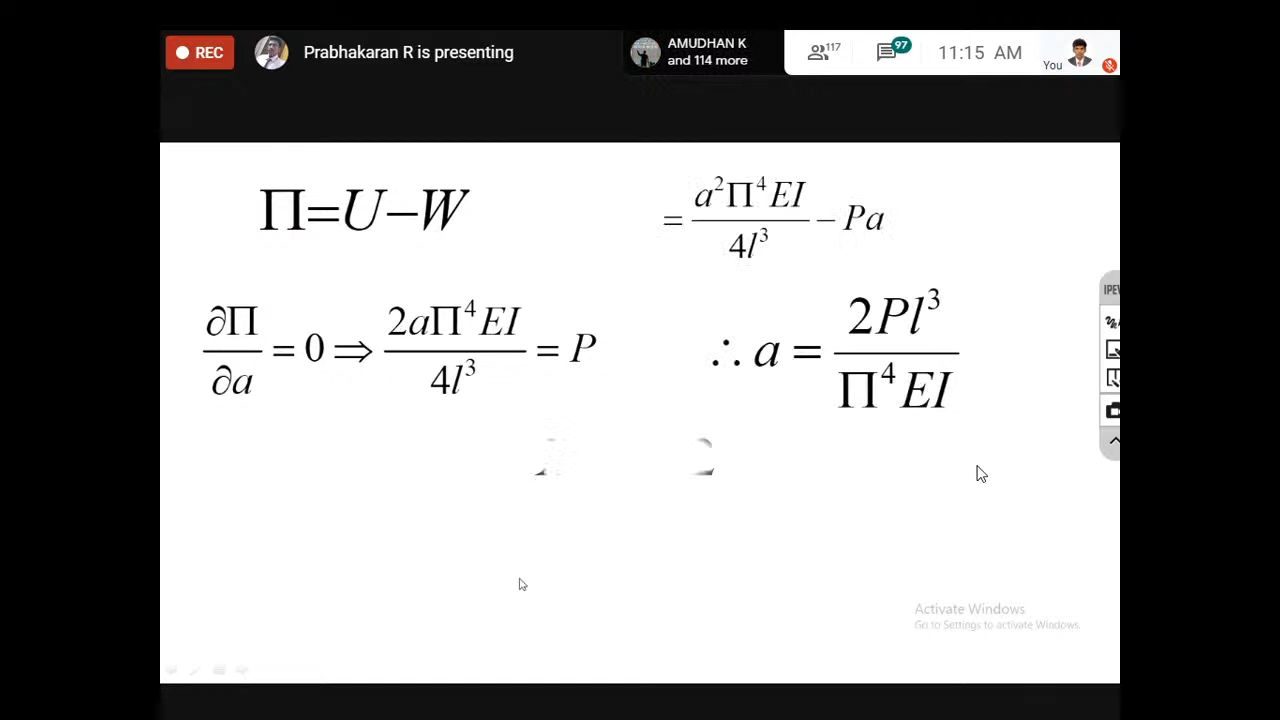 REC
Prabhakaran R is presenting
AMUDHAN K
and 114 more
117
97
11:15 AM
You
Π=U−W
= a²Π⁴EI / 4l³ − Pa
∂Π / ∂a = 0 ⇒ 2aΠ⁴EI / 4l³ = P
∴ a = 2Pl³ / Π⁴EI
Activate Windows
Go to Settings to activate Windows.